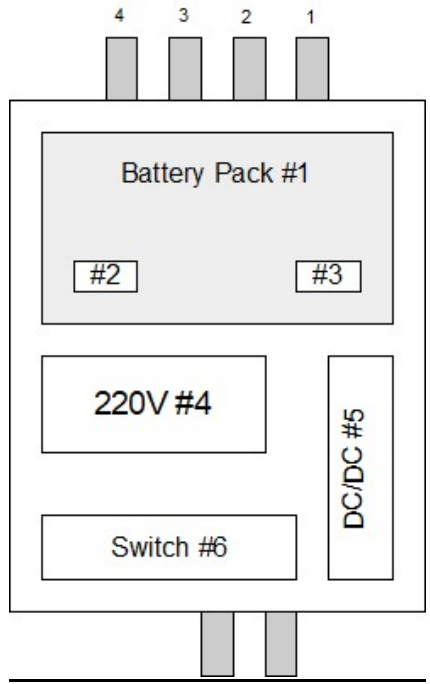 4 3 2 1
Battery Pack #1
#2 #3
220V #4
DC/DC #5
Switch #6